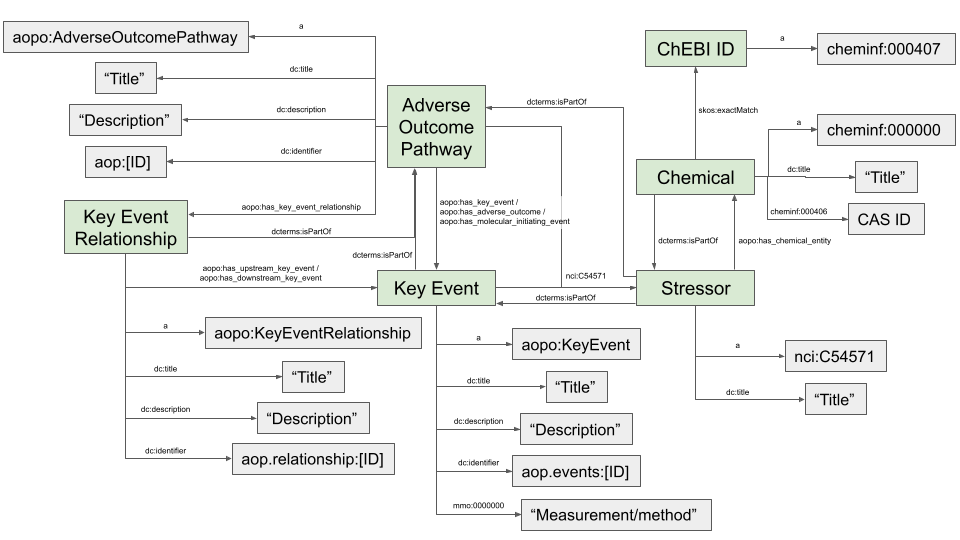 aopo:AdverseOutcomePathway
a
dc:title
“Title”
dc:description
“Description”
dc:identifier
aop:[ID]
Adverse
Outcome
Pathway
dcterms:isPartOf
ChEBI ID
a
cheminf:000407
skos:exactMatch
a
cheminf:000000
Chemical
dc:title
“Title”
cheminf:000406
CAS ID
Key Event
Relationship
aopo:has_key_event_relationship
dcterms:isPartOf
dcterms:isPartOf
aopo:has_key_event /
aopo:has_adverse_outcome /
aopo:has_molecular_initiating_event
dcterms:isPartOf
aopo:has_chemical_entity
aopo:has_upstream_key_event /
aopo:has_downstream_key_event
Key Event
nci:C54571
dcterms:isPartOf
Stressor
a
aopo:KeyEventRelationship
dc:title
“Title”
dc:description
“Description”
dc:identifier
aop.relationship:[ID]
a
aopo:KeyEvent
dc:title
“Title”
dc:description
“Description”
dc:identifier
aop.events:[ID]
mmo:0000000
“Measurement/method”
a
nci:C54571
dc:title
“Title”